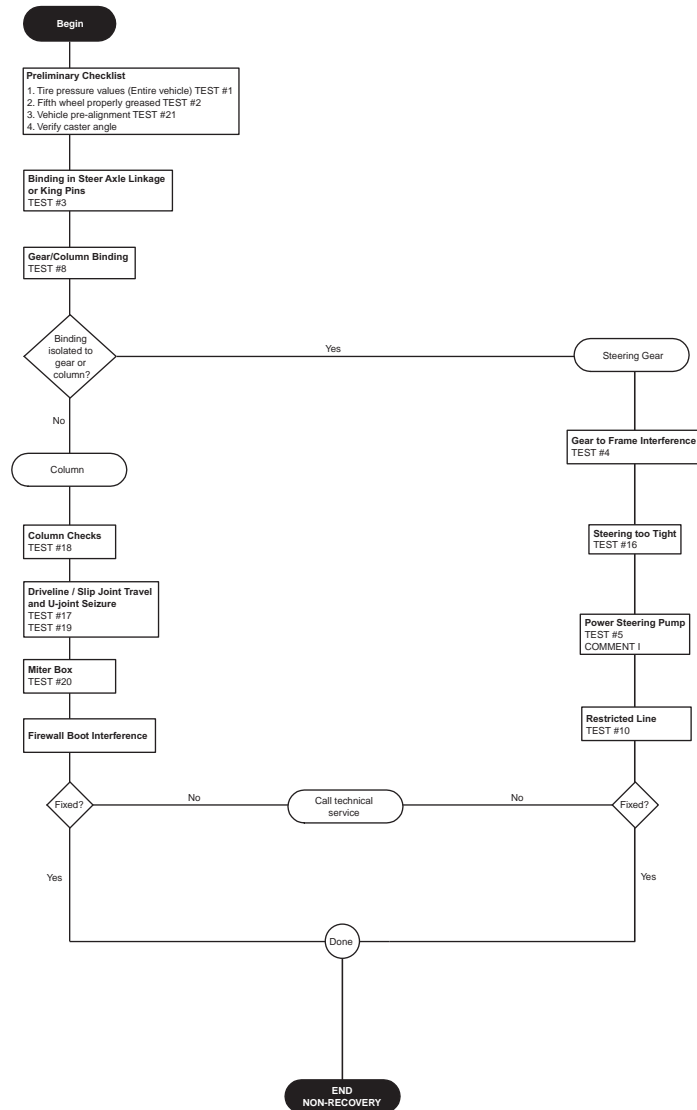 Begin
Preliminary Checklist
1. Tire pressure values (Entire vehicle) TEST #1
2. Fifth wheel properly greased TEST #2
3. Vehicle pre-alignment TEST #21
4. Verify caster angle
Binding in Steer Axle Linkage
or King Pins
TEST #3
Gear/Column Binding
TEST #8
Binding
isolated to
gear or
column?
Yes
Steering Gear
No
Column
Gear to Frame Interference
TEST #4
Column Checks
TEST #18
Steering too Tight
TEST #16
Driveline / Slip Joint Travel
and U-joint Seizure
TEST #17
TEST #19
Power Steering Pump
TEST #5
COMMENT I
Miter Box
TEST #20
Restricted Line
TEST #10
Firewall Boot Interference
Fixed?
No
Call technical
service
No
Fixed?
Yes
Yes
Done
END
NON-RECOVERY